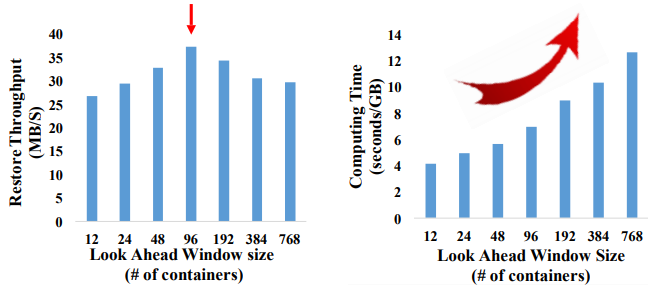 Restore Throughput
(MB/S)
40
35
30
25
20
15
10
5
0
12 24 48 96 192 384 768
Look Ahead Window size
(# of containers)
Computing Time
(seconds/GB)
14
12
10
8
6
4
2
0
12 24 48 96 192 384 768
Look Ahead Window Size
(# of containers)